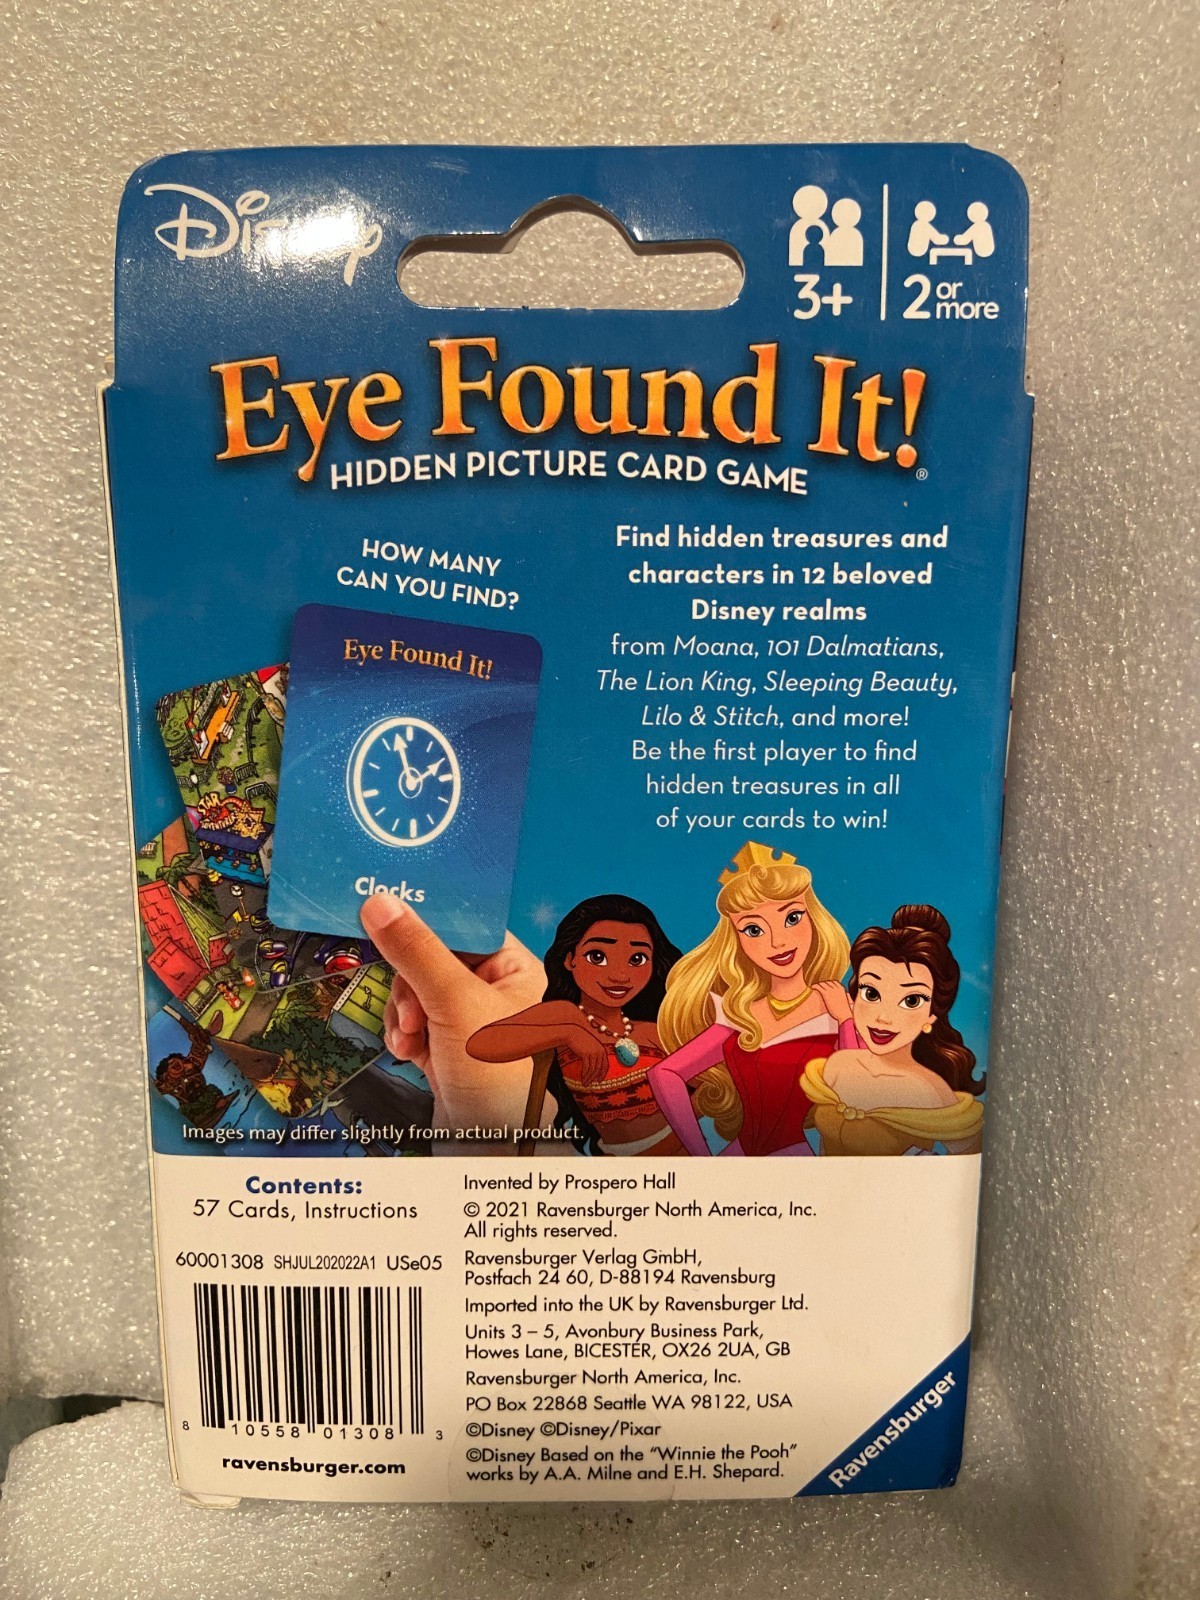 Disney
3+
2 or more
Eye Found It!
®
HIDDEN PICTURE CARD GAME
HOW MANY
CAN YOU FIND?
Eye Found It!
Clocks
STAR
Find hidden treasures and
characters in 12 beloved
Disney realms
from Moana, 101 Dalmatians,
The Lion King, Sleeping Beauty,
Lilo & Stitch, and more!
Be the first player to find
hidden treasures in all
of your cards to win!
Images may differ slightly from actual product.
Contents:
57 Cards, Instructions
60001308 SHJUL202022A1 USe05
8 10558 01308 3
ravensburger.com
Invented by Prospero Hall
© 2021 Ravensburger North America, Inc.
All rights reserved.
Ravensburger Verlag GmbH,
Postfach 24 60, D-88194 Ravensburg
Imported into the UK by Ravensburger Ltd.
Units 3 – 5, Avonbury Business Park,
Howes Lane, BICESTER, OX26 2UA, GB
Ravensburger North America, Inc.
PO Box 22868 Seattle WA 98122, USA
©Disney ©Disney/Pixar
©Disney Based on the “Winnie the Pooh”
works by A.A. Milne and E.H. Shepard.
Ravensburger